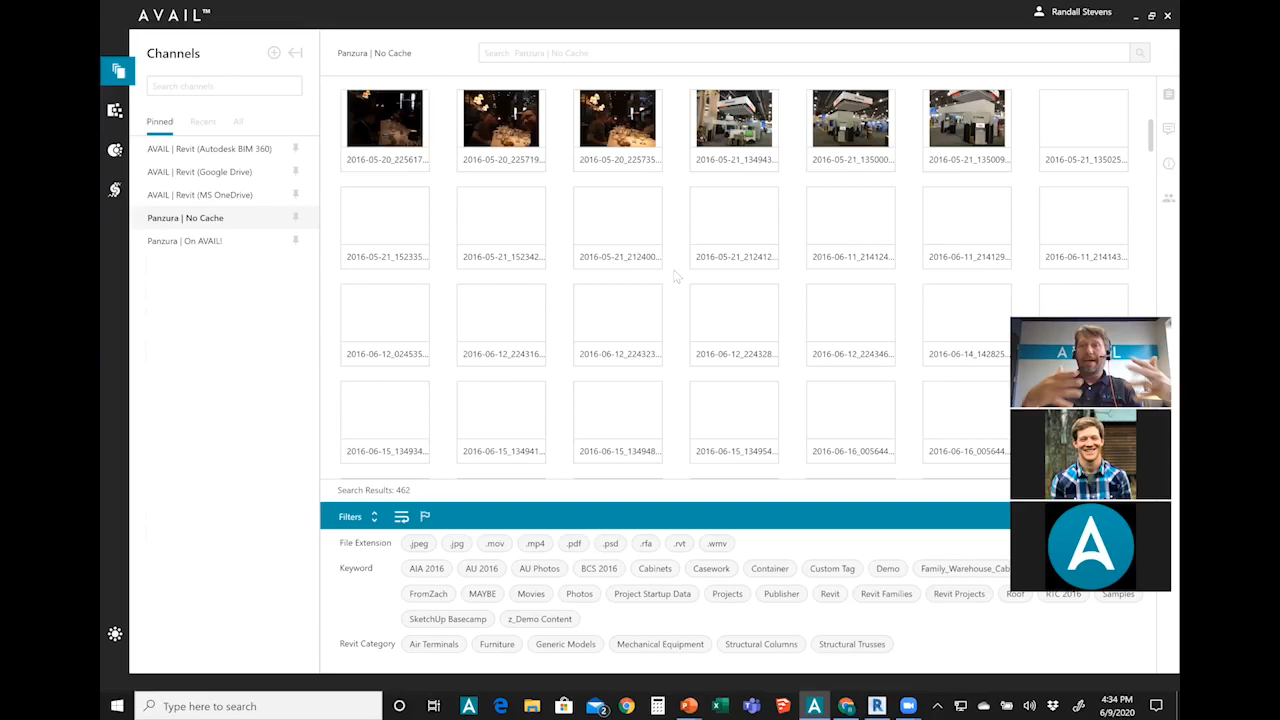 AVAIL™
Randall Stevens
Channels
Search channels
Pinned
Recent
All
AVAIL | Revit (Autodesk BIM 360)
AVAIL | Revit (Google Drive)
AVAIL | Revit (MS OneDrive)
Panzura | No Cache
Panzura | On AVAIL!
Panzura | No Cache
Search Panzura | No Cache
2016-05-20_225617...
2016-05-20_225719...
2016-05-20_225735...
2016-05-21_134943...
2016-05-21_135000...
2016-05-21_135009...
2016-05-21_135025...
2016-05-21_152335...
2016-05-21_152342...
2016-05-21_212400...
2016-05-21_212412...
2016-06-11_214124...
2016-06-11_214129...
2016-06-11_214143...
2016-06-12_024535...
2016-06-12_224316...
2016-06-12_224323...
2016-06-12_224328...
2016-06-12_224346...
2016-06-14_142825...
2016-06-15_134934...
2016-06-15_134941...
2016-06-15_134948...
2016-06-15_134954...
2016-06-16_005644...
2016-06-16_00544...
Search Results: 462
Filters
File Extension
.jpeg
.jpg
.mov
.mp4
.pdf
.psd
.rfa
.rvt
.wmv
Keyword
AIA 2016
AU 2016
AU Photos
BCS 2016
Cabinets
Casework
Container
Custom Tag
Demo
Family_Warehouse_Cab
FromZach
MAYBE
Movies
Photos
Project Startup Data
Projects
Publisher
Revit
Revit Families
Revit Projects
Roof
RTC 2016
Samples
SketchUp Basecamp
z_Demo Content
Revit Category
Air Terminals
Furniture
Generic Models
Mechanical Equipment
Structural Columns
Structural Trusses
Type here to search
4:34 PM
6/9/2020